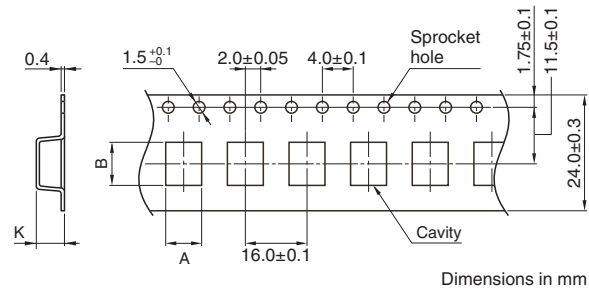 0.4
1.5 +0.1 −0
2.0±0.05
4.0±0.1
Sprocket
hole
1.75±0.1
11.5±0.1
24.0±0.3
B
K
A
16.0±0.1
Cavity
Dimensions in mm